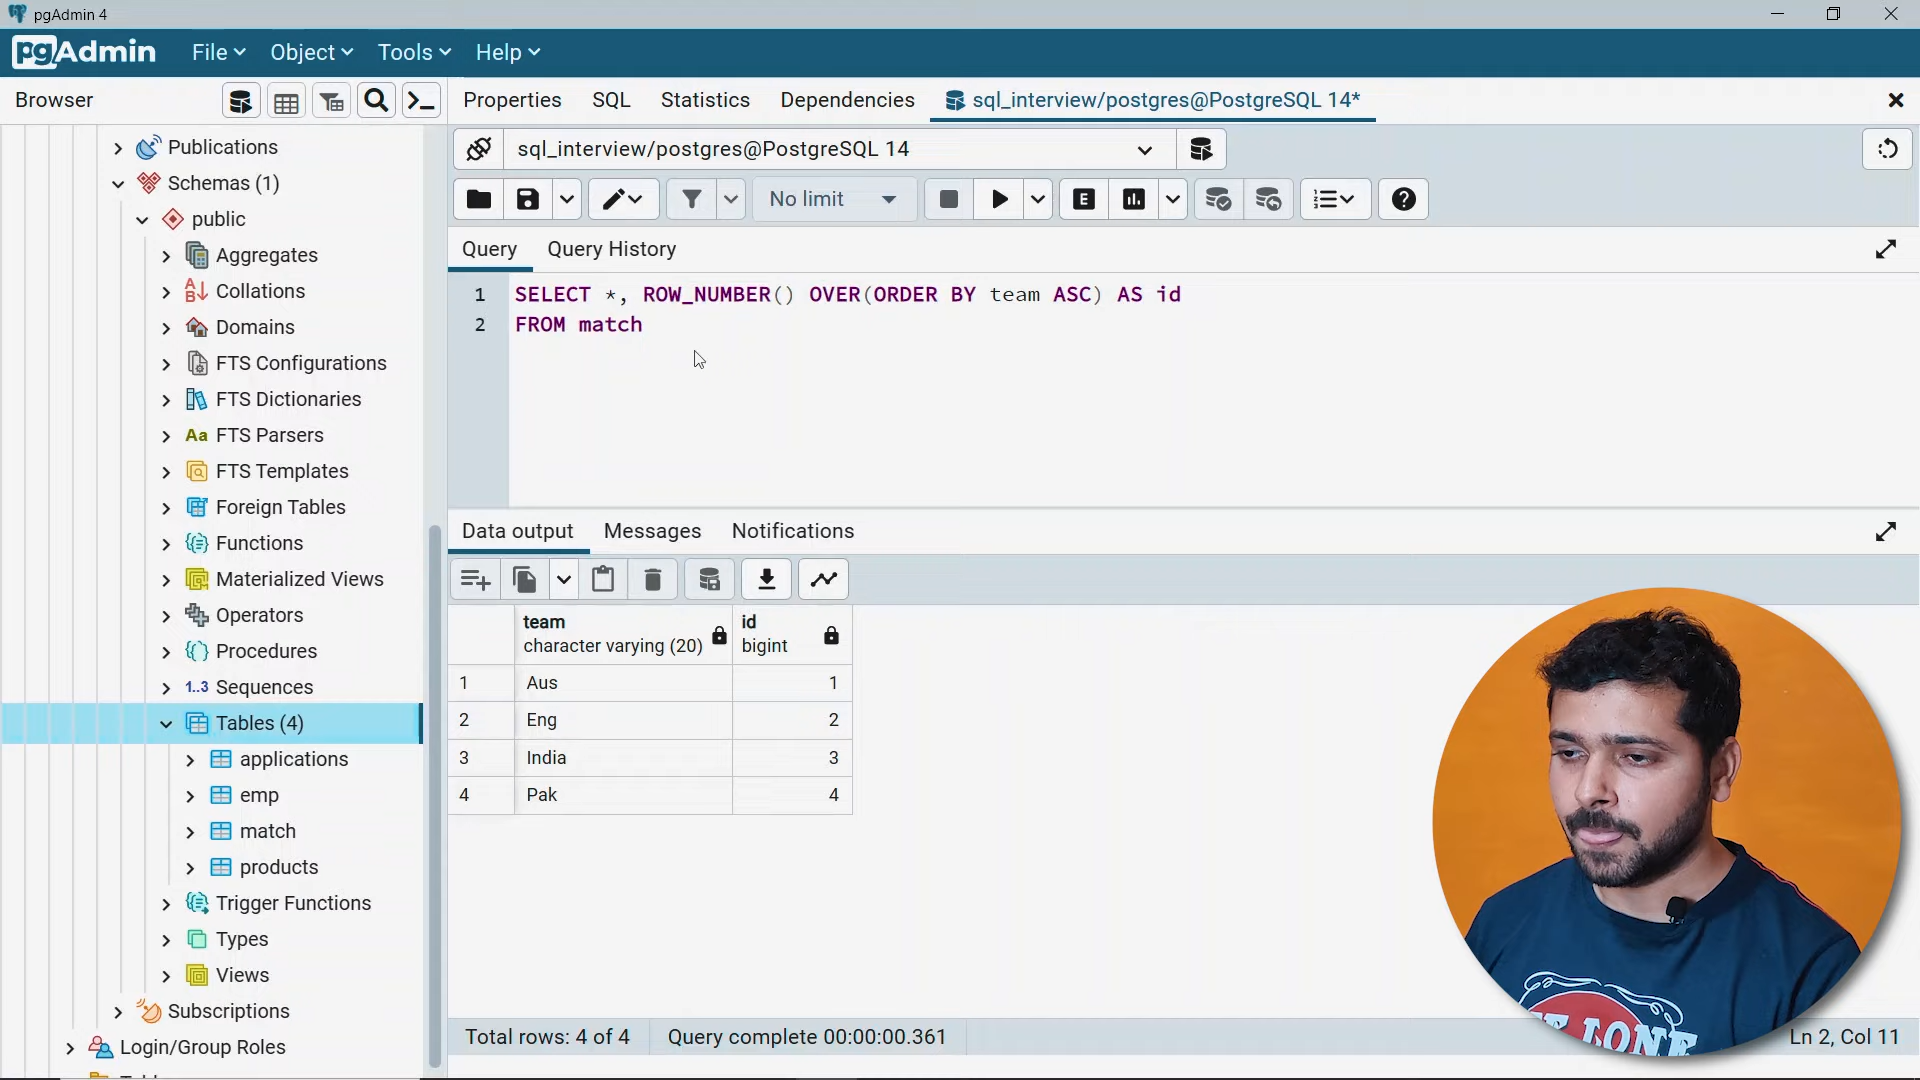 pgAdmin 4
pgAdmin
File
Object
Tools
Help
Browser
Properties
SQL
Statistics
Dependencies
sql_interview/postgres@PostgreSQL 14*
sql_interview/postgres@PostgreSQL 14
No limit
E
Query
Query History
1 SELECT *, ROW_NUMBER() OVER(ORDER BY team ASC) AS id
2 FROM match
Publications
Schemas (1)
public
Aggregates
Collations
Domains
FTS Configurations
FTS Dictionaries
Aa FTS Parsers
FTS Templates
Foreign Tables
Functions
Materialized Views
Operators
Procedures
1..3 Sequences
Tables (4)
applications
emp
match
products
Trigger Functions
Types
Views
Subscriptions
Login/Group Roles
Data output
Messages
Notifications
team
character varying (20)
id
bigint
1 Aus 1
2 Eng 2
3 India 3
4 Pak 4
Total rows: 4 of 4
Query complete 00:00:00.361
Ln 2, Col 11